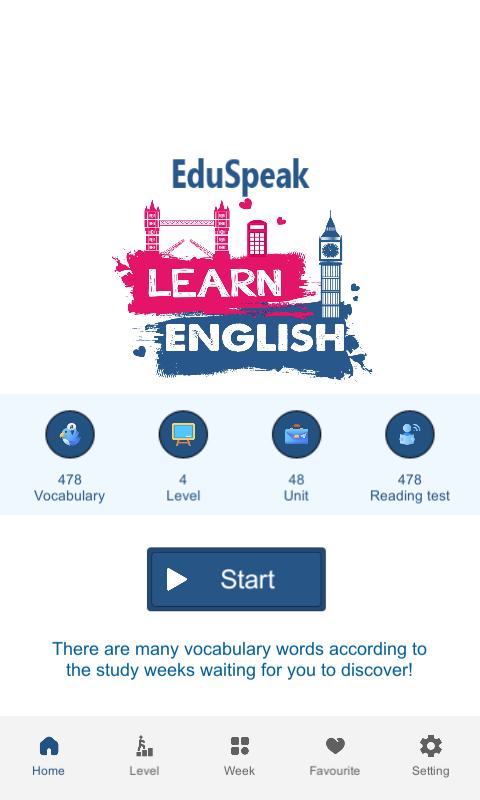 EduSpeak
LEARN
ENGLISH
478 4 48 478
Vocabulary Level Unit Reading test
Start
There are many vocabulary words according to
the study weeks waiting for you to discover!
Home Level Week Favourite Setting